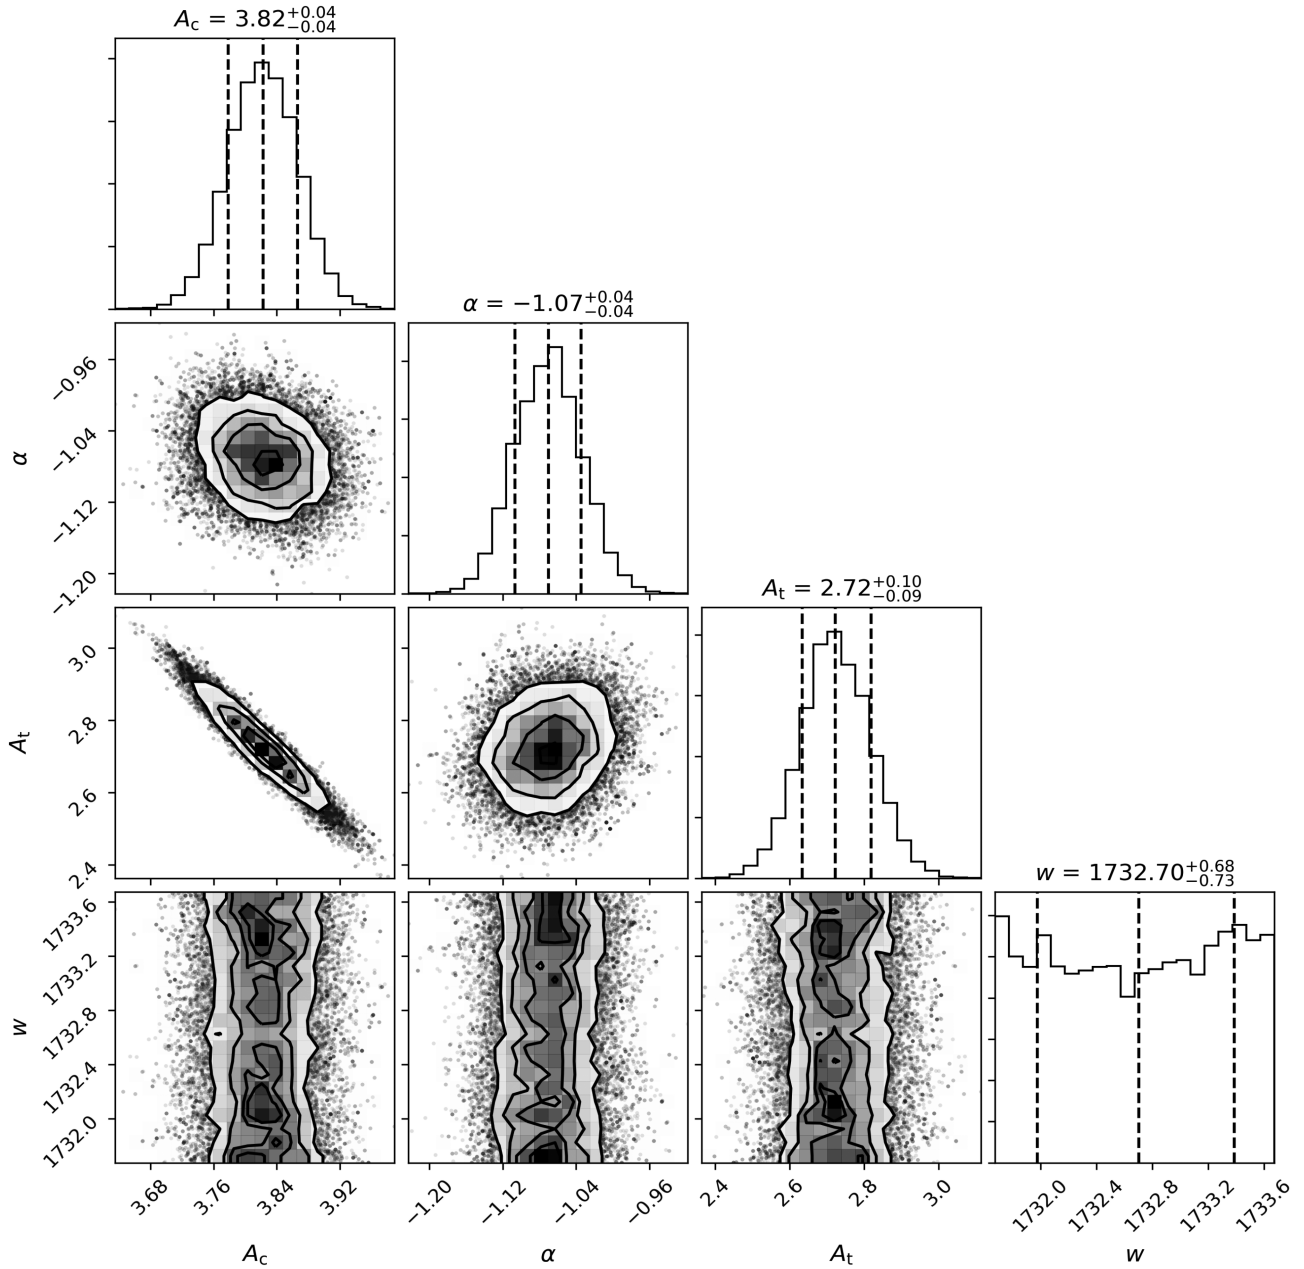 A_c = 3.82^{+0.04}_{−0.04}
α = −1.07^{+0.04}_{−0.04}
−0.96
−1.04
−1.12
−1.20
α
A_t = 2.72^{+0.10}_{−0.09}
3.0
2.8
2.6
2.4
A_t
w = 1732.70^{+0.68}_{−0.73}
1733.6
1733.2
1732.8
1732.4
1732.0
w
3.68 3.76 3.84 3.92 −1.20 −1.12 −1.04 −0.96 2.4 2.6 2.8 3.0 1732.0 1732.4 1732.8 1733.2 1733.6
A_c α A_t w